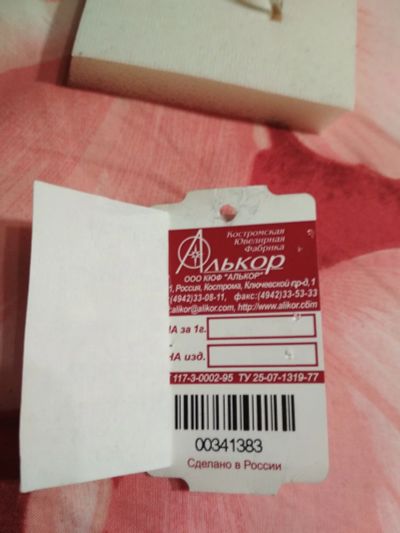 Костромская
Ювелирная
Фабрика
Алькор
ООО КЮФ "АЛЬКОР"
1, Россия, Кострома, Ключевской пр-д, 1
:(4942)33-08-11, факс:(4942)33-53-33
alikor@alikor.com, http://www.alikor.com
НА за 1г.
НА изд.
117-3-0002-95 ТУ 25-07-1319-77
00341383
Сделано в России